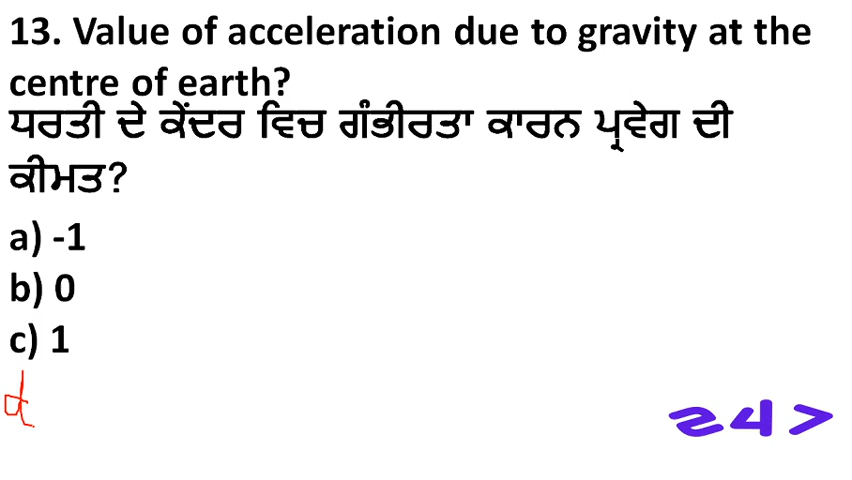 13. Value of acceleration due to gravity at the
centre of earth?
ਧਰਤੀ ਦੇ ਕੇਂਦਰ ਵਿਚ ਗੰਭੀਰਤਾ ਕਾਰਨ ਪ੍ਰਵੇਗ ਦੀ
ਕੀਮਤ?
a) -1
b) 0
c) 1
d
24>